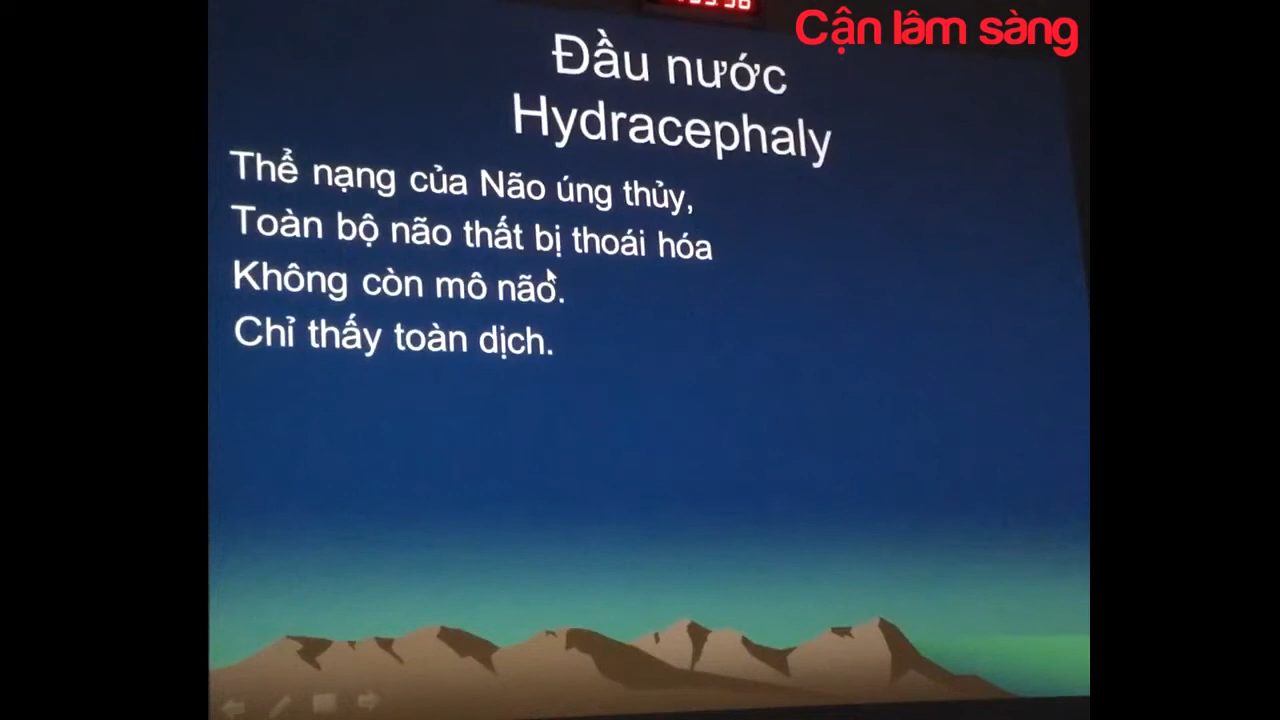 Cận lâm sàng
Đầu nước
Hydracephaly
Thể nạng của Não úng thủy,
Toàn bộ não thất bị thoái hóa
Không còn mô não.
Chỉ thấy toàn dịch.